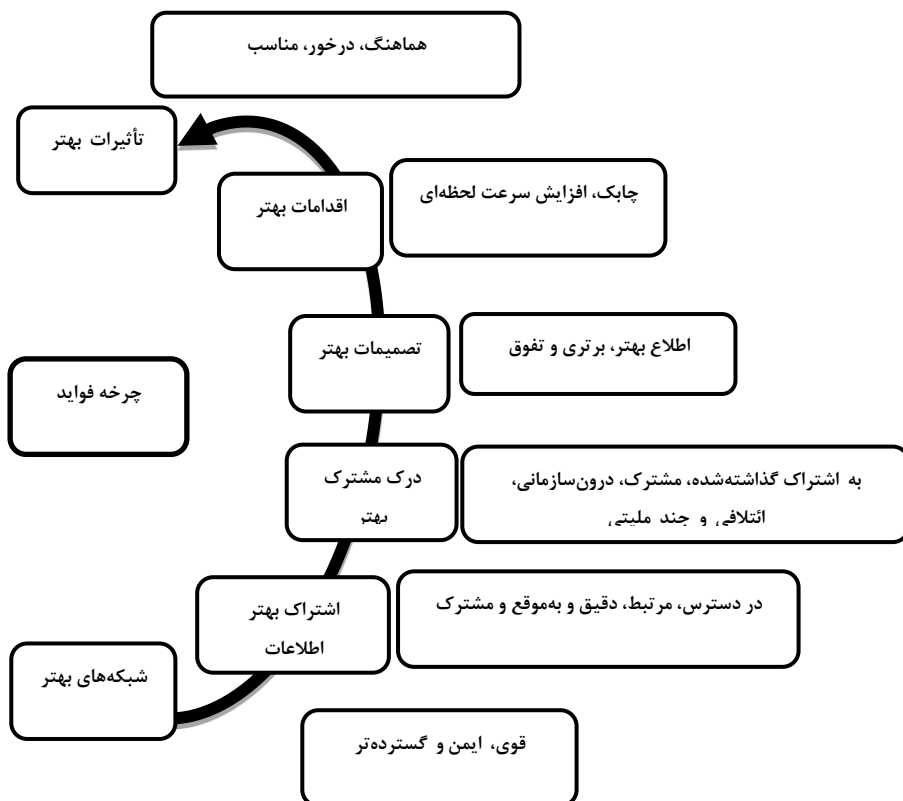 هماهنگ، درخور، مناسب
تأثیرات بهتر
چابک، افزایش سرعت لحظه‌ای
اقدامات بهتر
اطلاع بهتر، برتری و تفوق
تصمیمات بهتر
چرخه فواید
به اشتراک گذاشته‌شده، مشترک، درون‌سازمانی،
ائتلافی و چند ملیتی
درک مشترک
بهتر
در دسترس، مرتبط، دقیق و به‌موقع و مشترک
اشتراک بهتر
اطلاعات
شبکه‌های بهتر
قوی، ایمن و گسترده‌تر